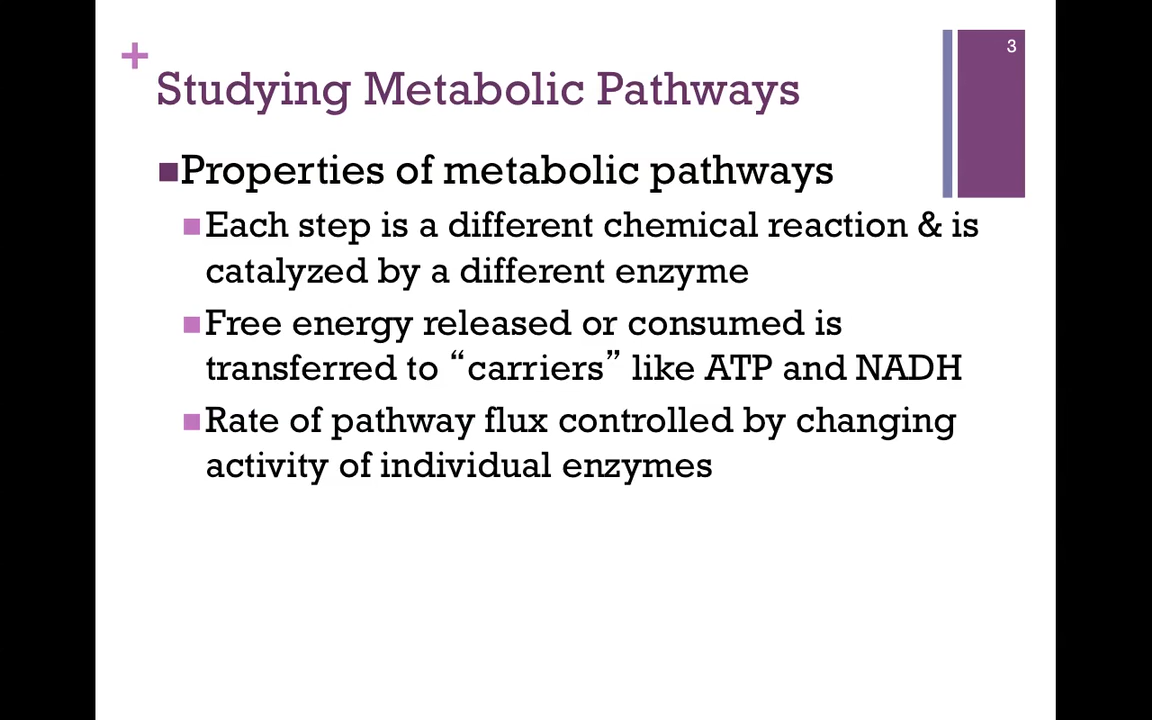 3
+
Studying Metabolic Pathways
Properties of metabolic pathways
Each step is a different chemical reaction & is
catalyzed by a different enzyme
Free energy released or consumed is
transferred to “carriers” like ATP and NADH
Rate of pathway flux controlled by changing
activity of individual enzymes